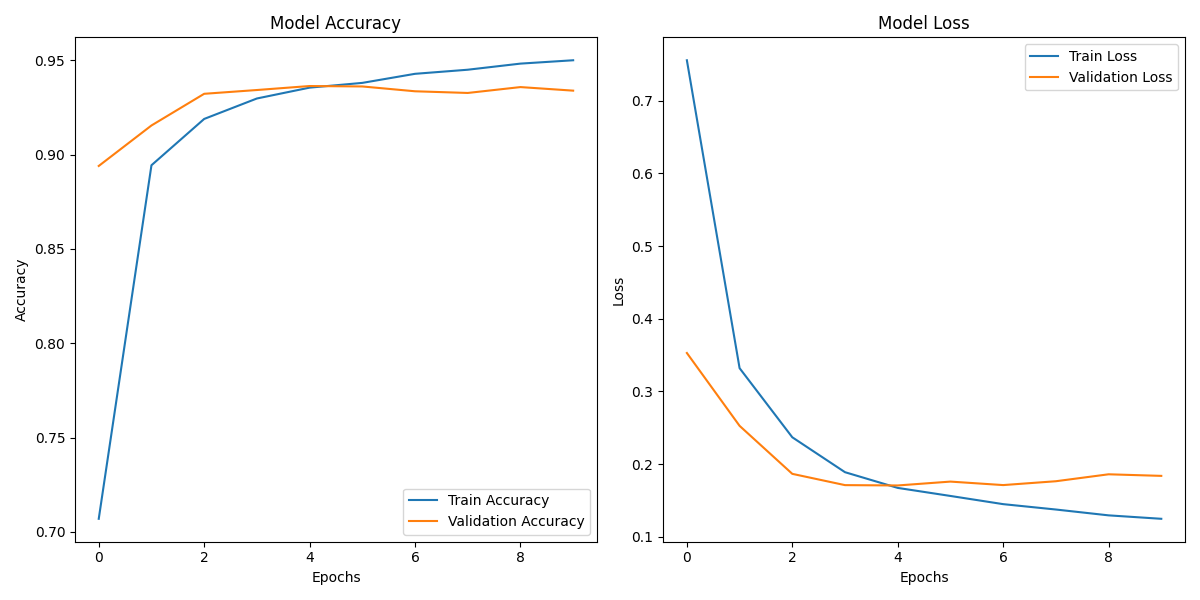 Model Accuracy
0.95
0.90
0.85
0.80
0.75
0.70
Accuracy
0 2 4 6 8
Epochs
Train Accuracy
Validation Accuracy
Model Loss
0.7
0.6
0.5
0.4
0.3
0.2
0.1
Loss
0 2 4 6 8
Epochs
Train Loss
Validation Loss